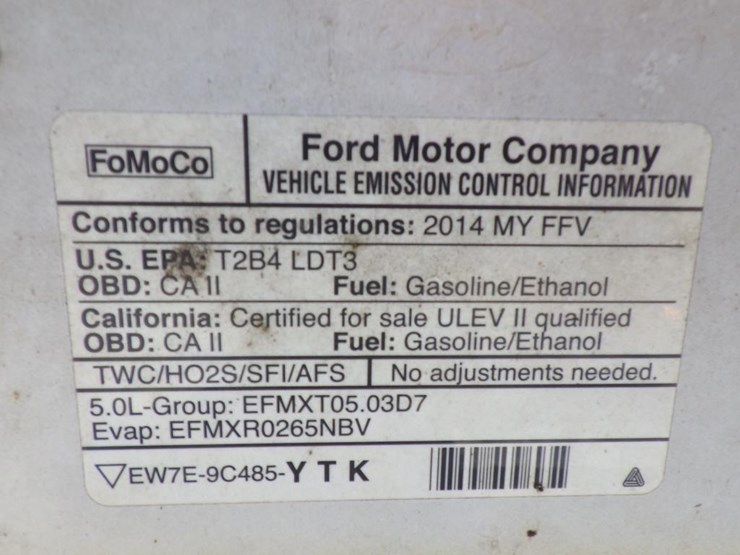 FoMoCo
Ford Motor Company
VEHICLE EMISSION CONTROL INFORMATION
Conforms to regulations: 2014 MY FFV
U.S. EPA: T2B4 LDT3
OBD: CA II Fuel: Gasoline/Ethanol
California: Certified for sale ULEV II qualified
OBD: CA II Fuel: Gasoline/Ethanol
TWC/HO2S/SFI/AFS No adjustments needed.
5.0L-Group: EFMXT05.03D7
Evap: EFMXR0265NBV
EW7E-9C485-Y T K